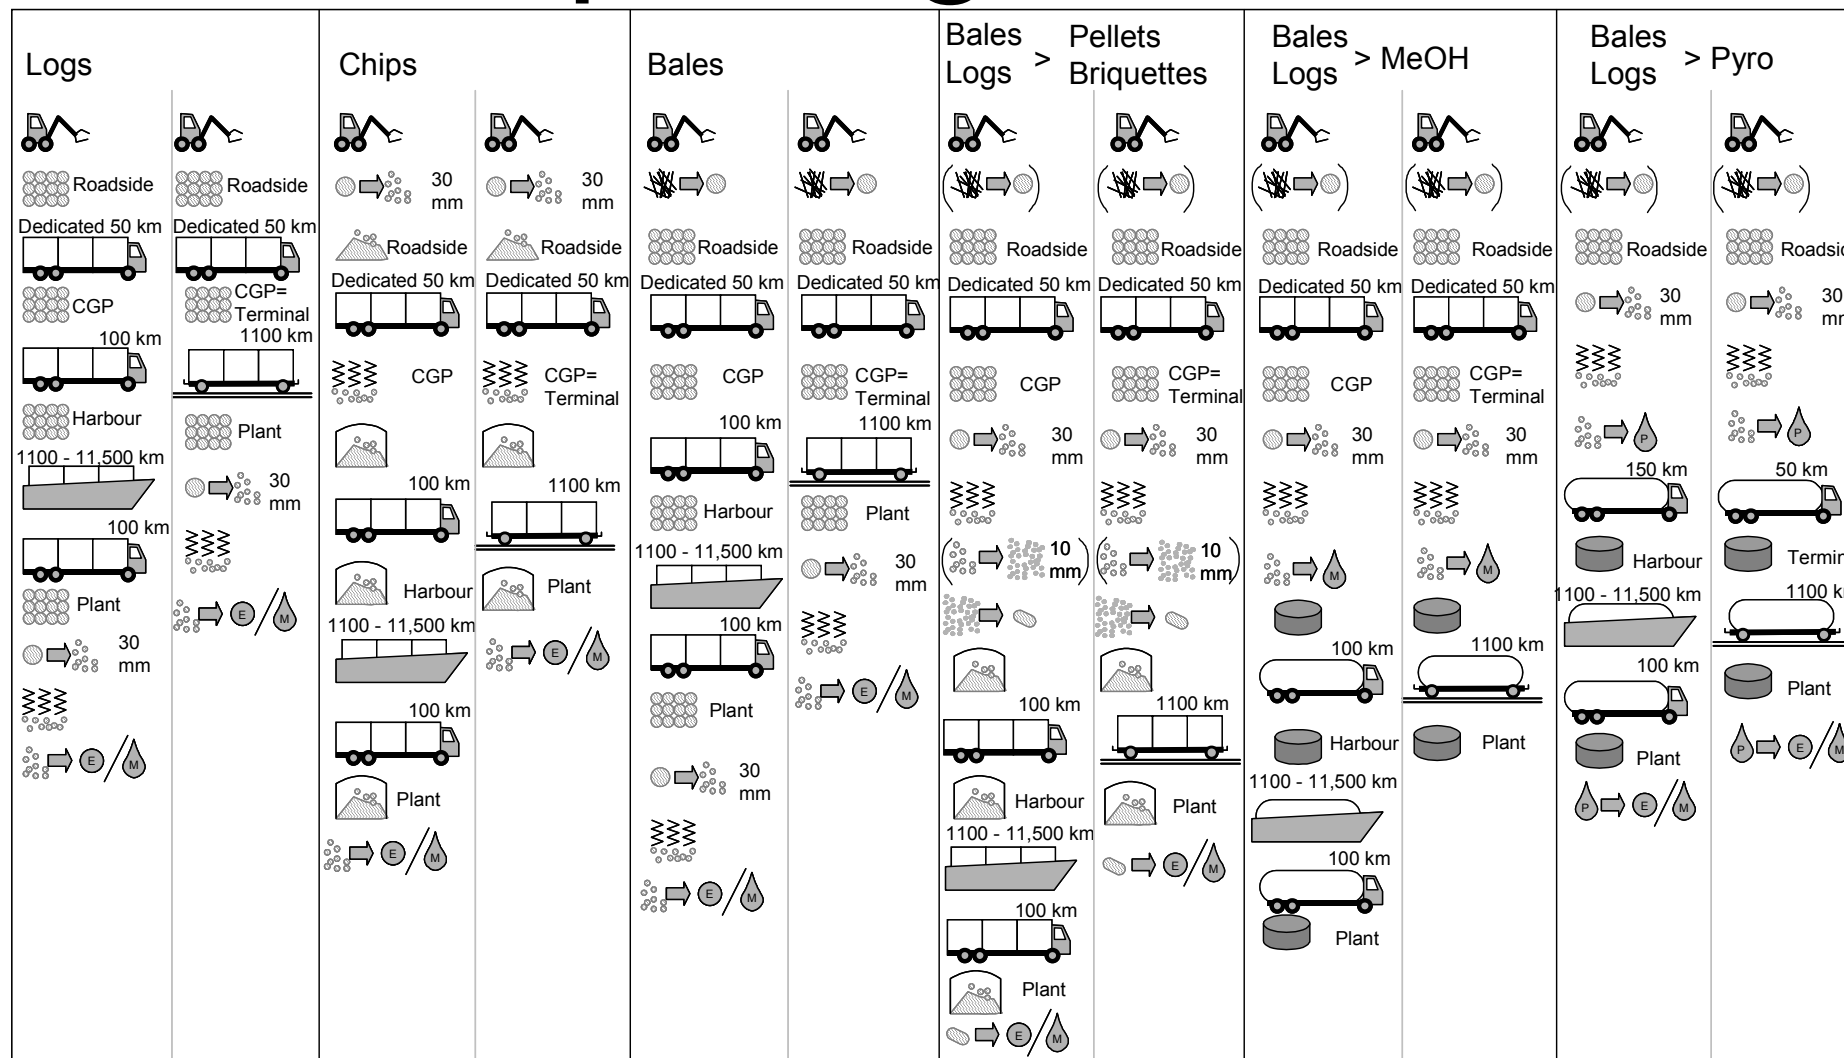 Logs
Roadside
Dedicated 50 km
CGP
100 km
Harbour
1100 - 11,500 km
100 km
Plant
30
mm
E
M
Roadside
Dedicated 50 km
CGP=
Terminal
1100 km
Plant
30
mm
E
M
Chips
30
mm
Roadside
Dedicated 50 km
CGP
100 km
Harbour
1100 - 11,500 km
100 km
Plant
E
M
30
mm
Roadside
Dedicated 50 km
CGP=
Terminal
1100 km
Plant
E
M
Bales
Roadside
Dedicated 50 km
CGP
100 km
Harbour
1100 - 11,500 km
100 km
Plant
30
mm
E
M
Roadside
Dedicated 50 km
CGP=
Terminal
1100 km
Plant
30
mm
E
M
Bales
Logs
>
Pellets
Briquettes
Roadside
Dedicated 50 km
CGP
30
mm
10
mm
100 km
Harbour
1100 - 11,500 km
100 km
Plant
E
M
Roadside
Dedicated 50 km
CGP=
Terminal
30
mm
10
mm
1100 km
Plant
E
M
Bales
Logs
> MeOH
Roadside
Dedicated 50 km
CGP
30
mm
M
100 km
Harbour
1100 - 11,500 km
100 km
Plant
Roadside
Dedicated 50 km
CGP=
Terminal
30
mm
M
1100 km
Plant
Bales
Logs
> Pyro
Roadside
30
mm
P
150 km
Harbour
1100 - 11,500 km
100 km
Plant
P
E
M
Roadsi
30
m
P
50 km
Termin
1100 k
Plant
P
E
M